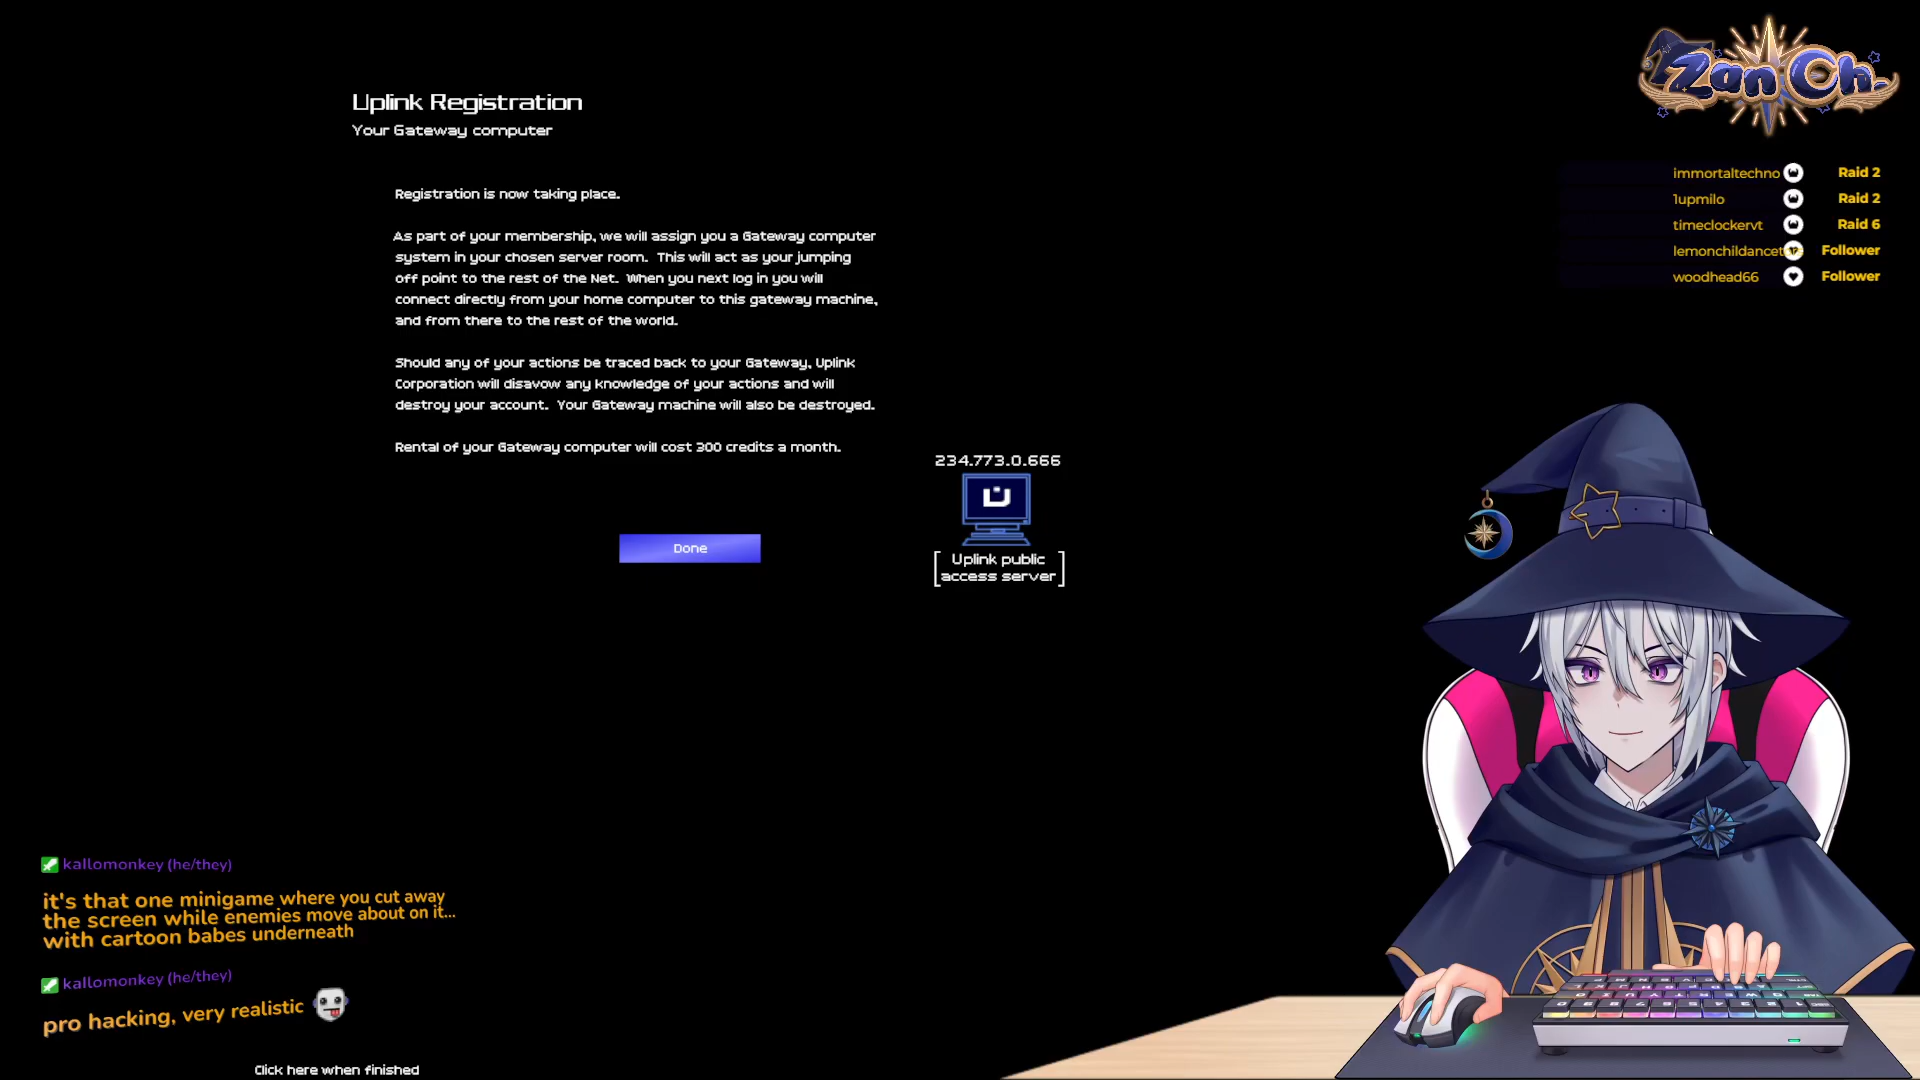 Zan Ch.
Uplink Registration
Your Gateway computer
Registration is now taking place.
As part of your membership, we will assign you a Gateway computer
system in your chosen server room.  This will act as your jumping
off point to the rest of the Net.  When you next log in you will
connect directly from your home computer to this gateway machine,
and from there to the rest of the world.
Should any of your actions be traced back to your Gateway, Uplink
Corporation will disavow any knowledge of your actions and will
destroy your account.  Your Gateway machine will also be destroyed.
Rental of your Gateway computer will cost 300 credits a month.
Done
234.773.0.666
Uplink public
access server
immortaltechno Raid 2
1upmilo Raid 2
timeclockervt Raid 6
lemonchildancet Follower
woodhead66 Follower
kallomonkey (he/they)
it's that one minigame where you cut away
the screen while enemies move about on it...
with cartoon babes underneath
kallomonkey (he/they)
pro hacking, very realistic
Click here when finished